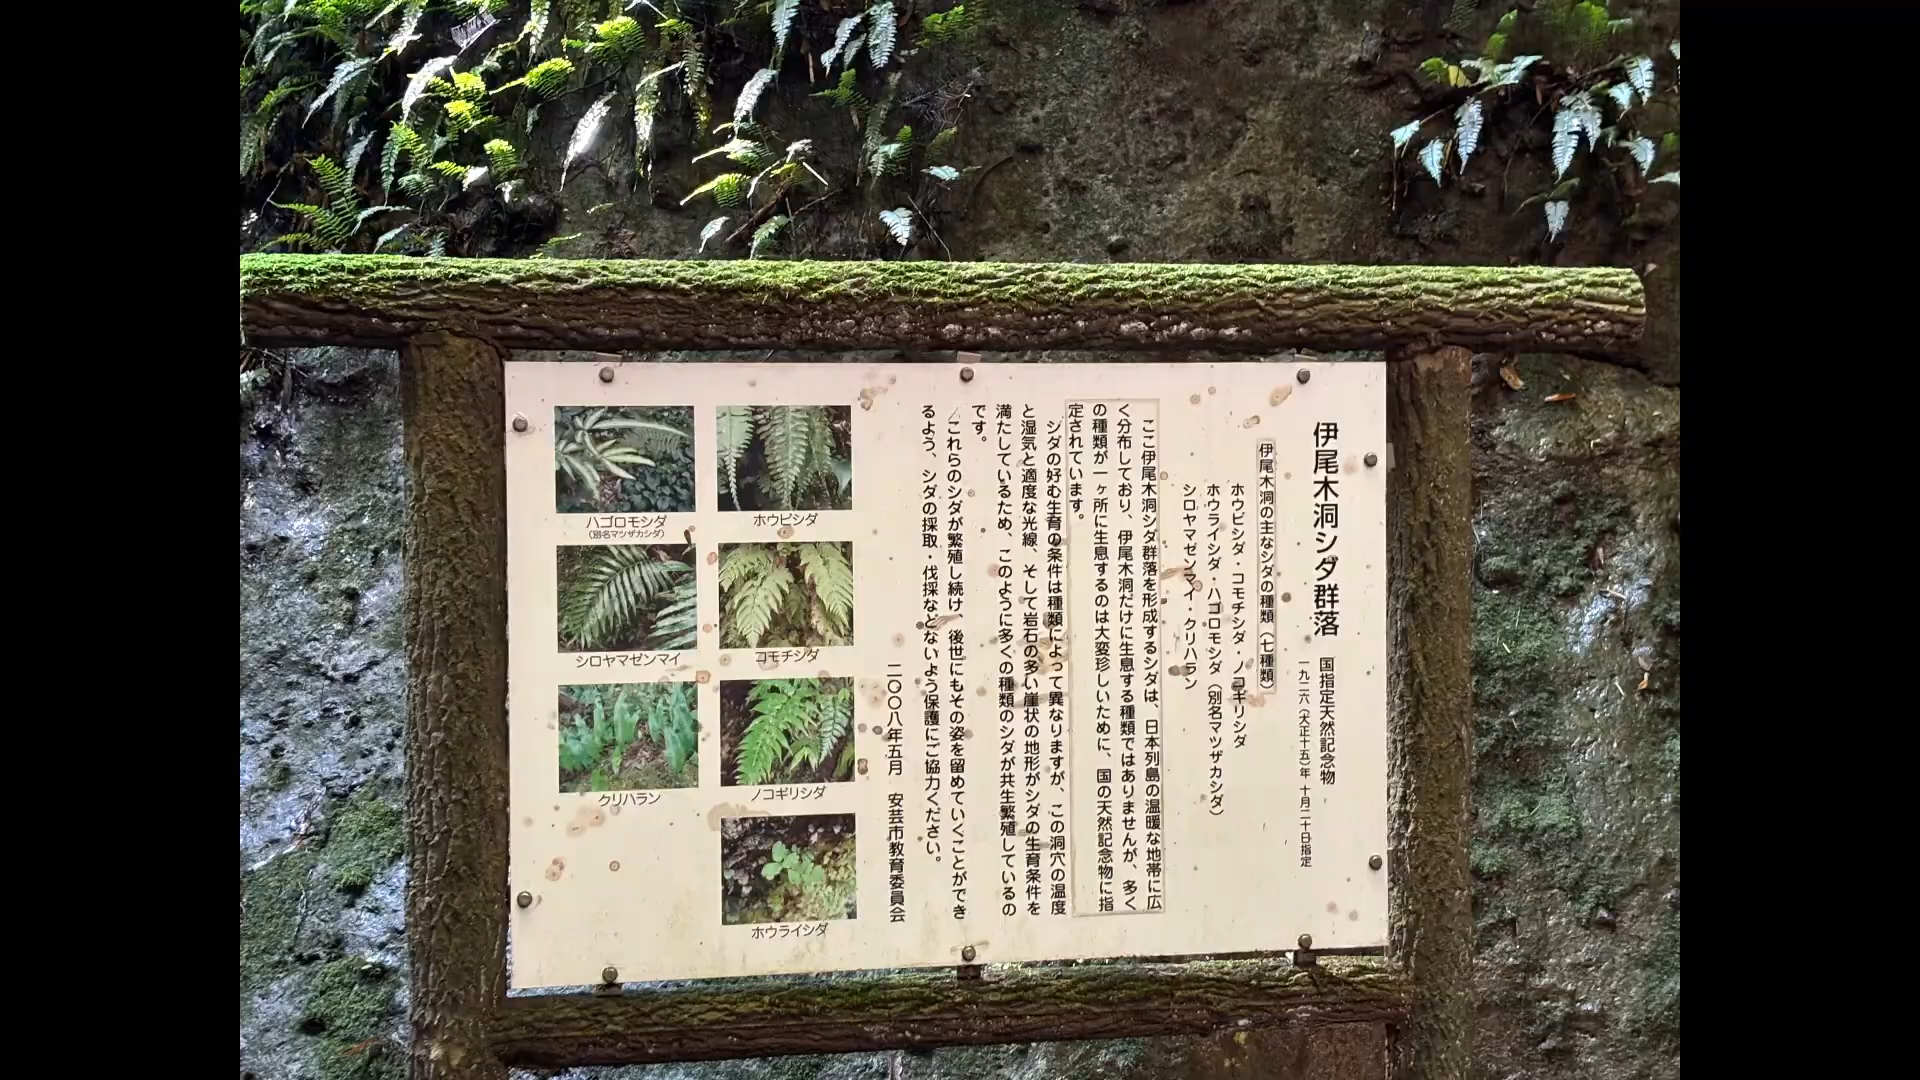 伊尾木洞シダ群落
国指定天然記念物
一九二六(大正十五)年 十月二十日指定
伊尾木洞の主なシダの種類(七種類)
ホウビシダ・コモチシダ・ノコギリシダ
ホウライシダ・ハゴロモシダ(別名マツザカシダ)
シロヤマゼンマイ・クリハラン
ここ伊尾木洞シダ群落を形成するシダは、日本列島の温暖な地帯に広
く分布しており、伊尾木洞だけに生息する種類ではありませんが、多く
の種類が一ヶ所に生息するのは大変珍しいために、国の天然記念物に指
定されています。
シダの好む生育の条件は種類によって異なりますが、この洞穴の温度
と湿気と適度な光線、そして岩石の多い崖状の地形がシダの生育条件を
満たしているため、このように多くの種類のシダが共生繁殖しているの
です。
これらのシダが繁殖し続け、後世にもその姿を留めていくことができ
るよう、シダの採取・伐採などないよう保護にご協力ください。
二〇〇八年五月 安芸市教育委員会
ホウビシダ
コモチシダ
ノコギリシダ
ホウライシダ
ハゴロモシダ
(別名マツザカシダ)
シロヤマゼンマイ
クリハラン